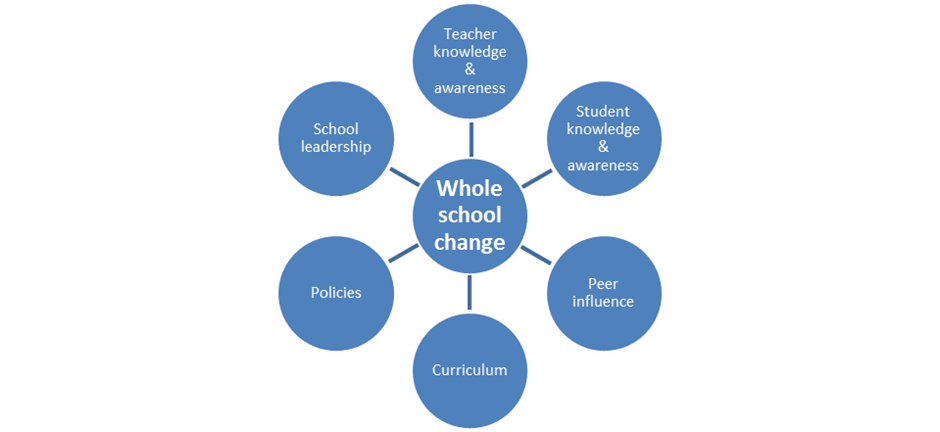 Teacher
knowledge
&
awareness
Student
knowledge
&
awareness
Peer
influence
Curriculum
Policies
School
leadership
Whole
school
change